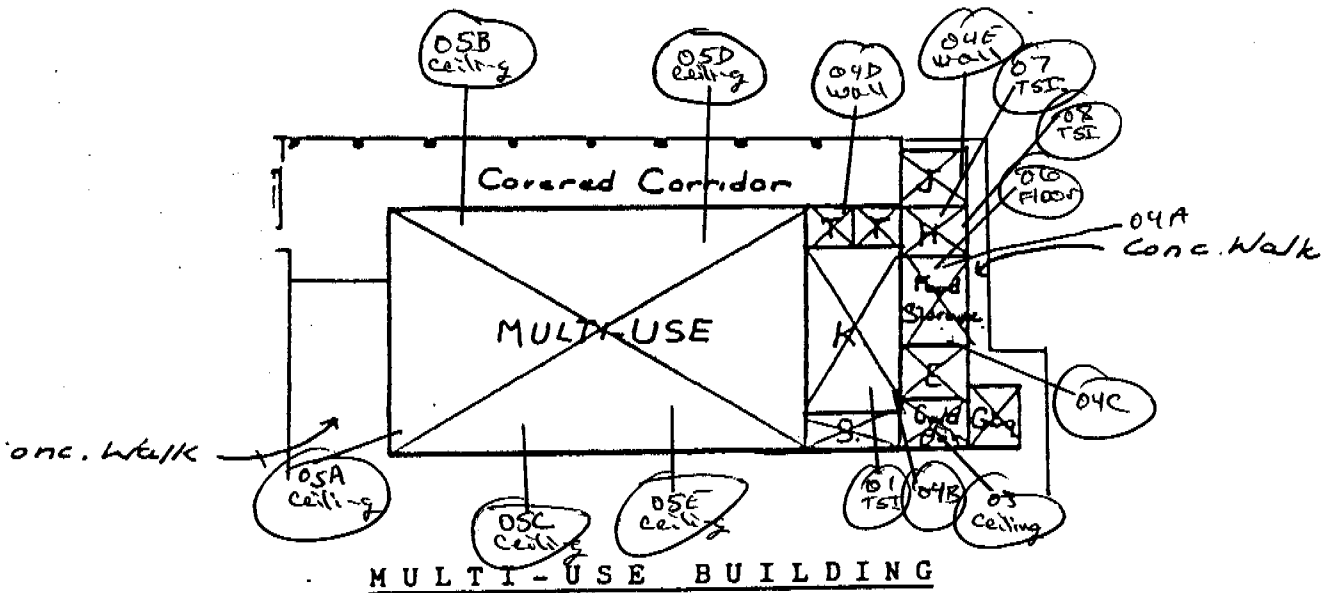 05B
Ceiling
05D
Ceiling
04D
Wall
04E
Wall
07
TSI
08
TSI
06
Floor
04A
Conc. Walk
Covered Corridor
J
T
T
H
Storage
MULTI-USE
K
E
S.
04C
onc. Walk
05A
Ceiling
05C
Ceiling
05E
Ceiling
01
TSI
04B
03
Ceiling
MULTI-USE BUILDING